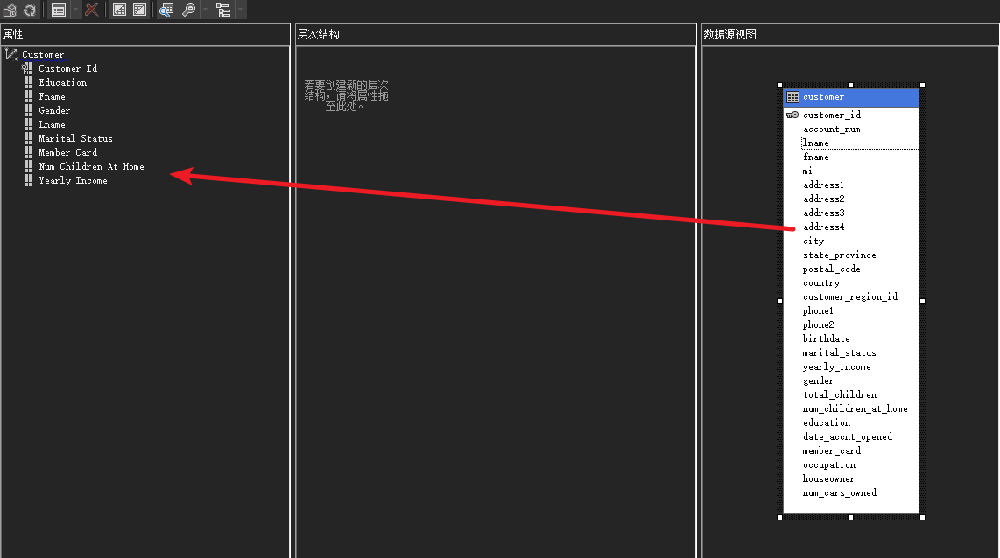 属性
Customer
Customer Id
Education
Fname
Gender
Lname
Marital Status
Member Card
Num Children At Home
Yearly Income
层次结构
若要创建新的层次
结构，请将属性拖
至此处。
数据源视图
customer
customer_id
account_num
lname
fname
mi
address1
address2
address3
address4
city
state_province
postal_code
country
customer_region_id
phone1
phone2
birthdate
marital_status
yearly_income
gender
total_children
num_children_at_home
education
date_accnt_opened
member_card
occupation
houseowner
num_cars_owned